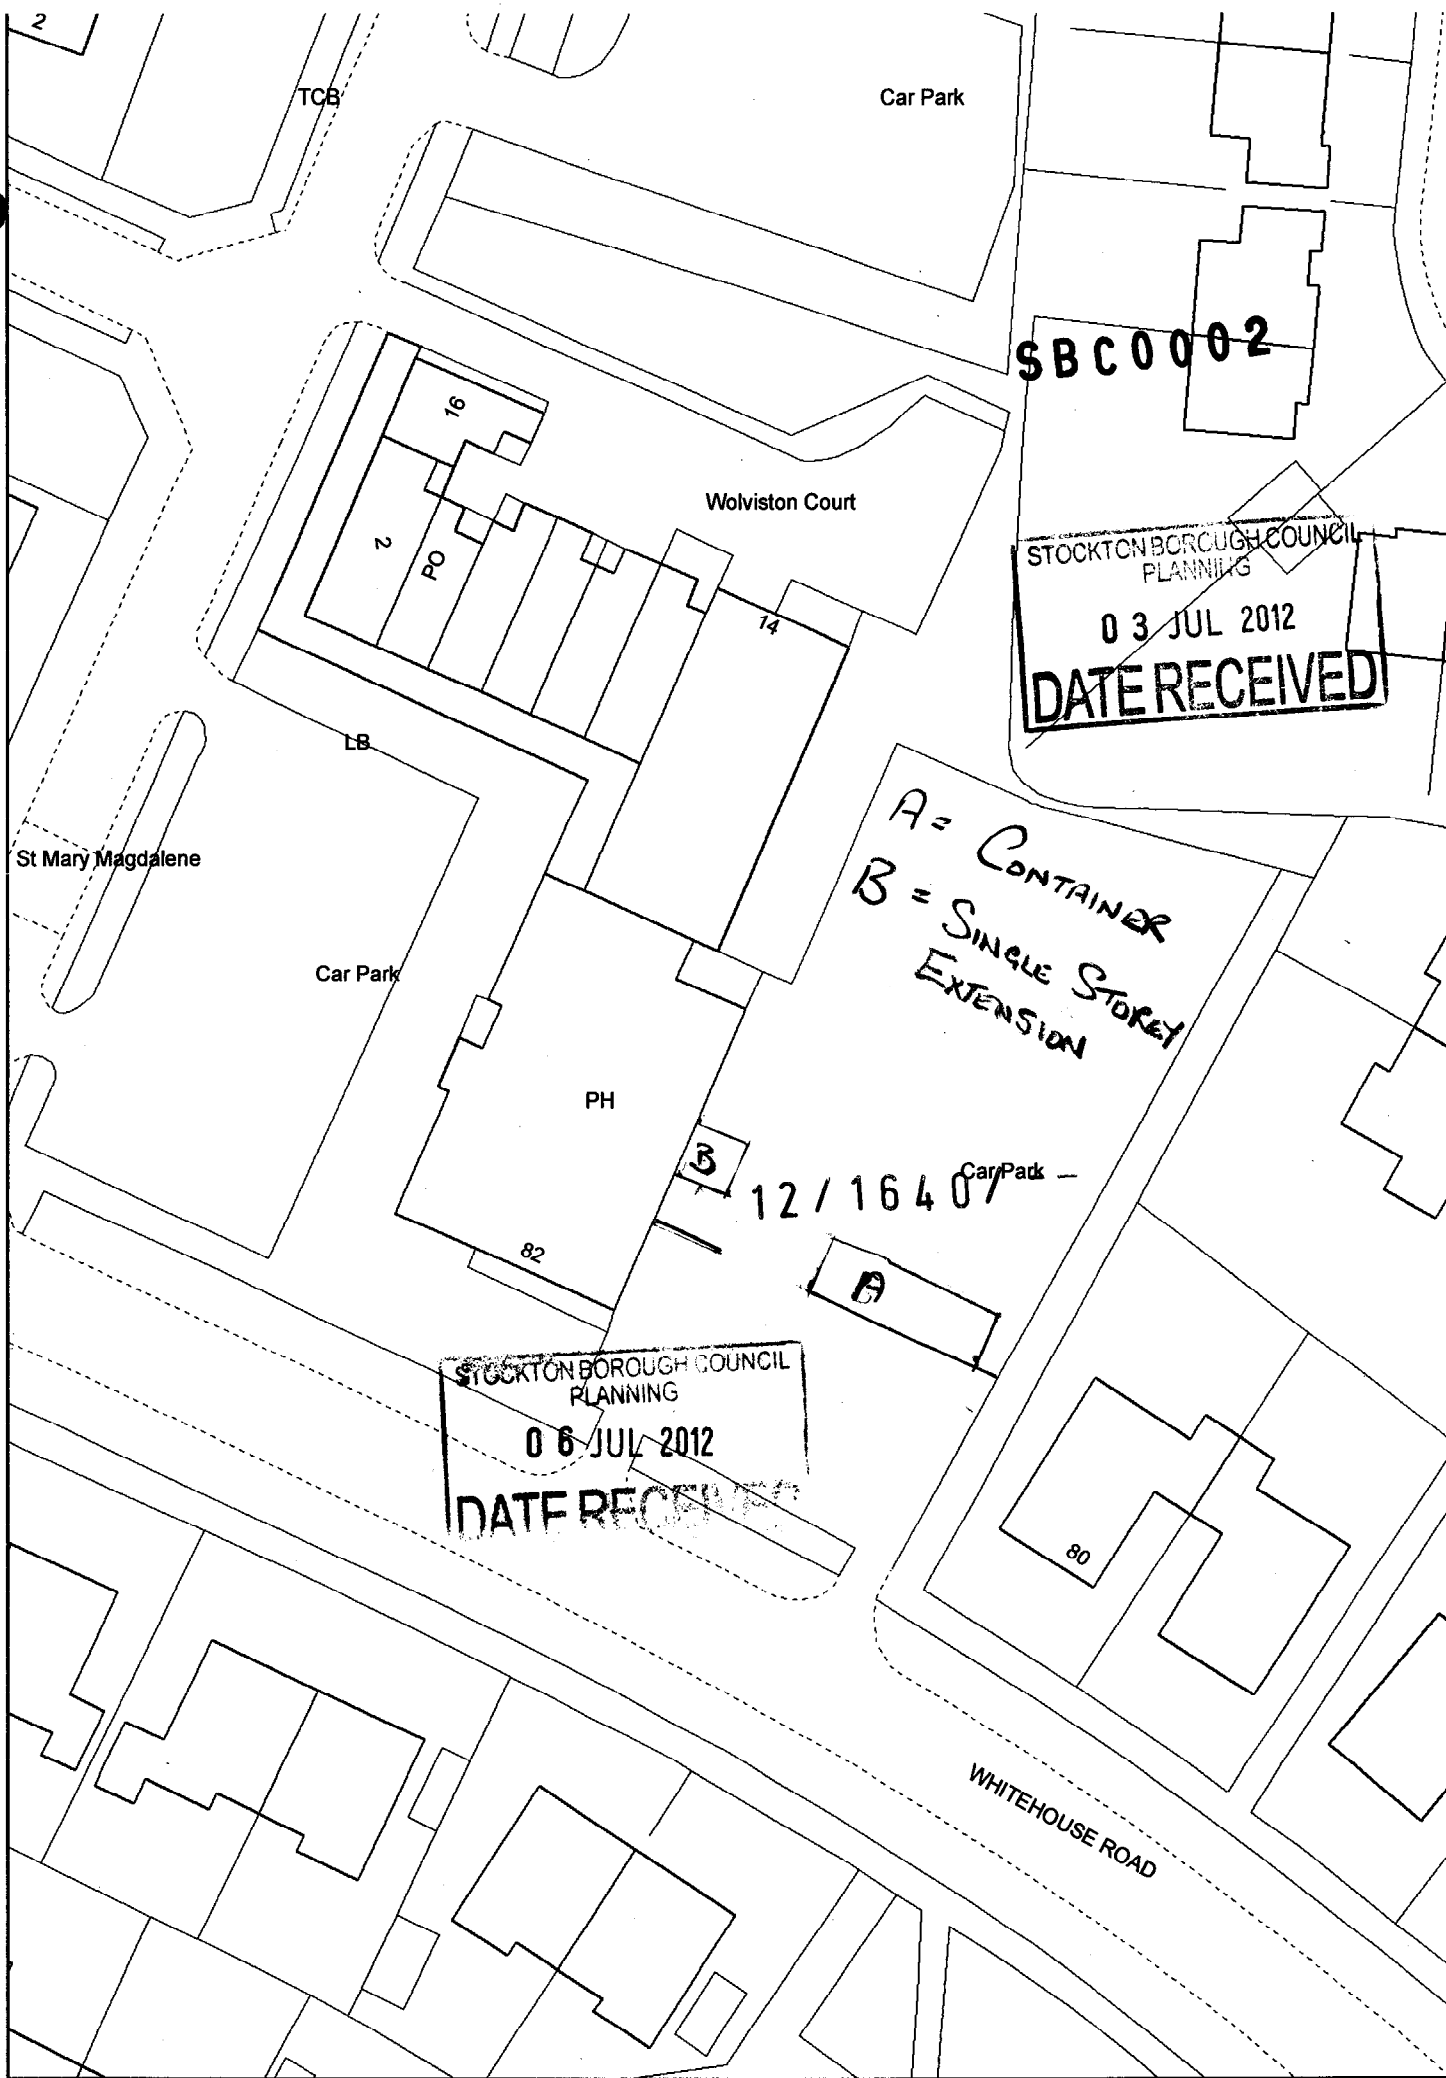 2
TCB
Car Park
SBC0002
16
Wolviston Court
2
PO
14
STOCKTON BOROUGH COUNCIL
PLANNING
03 JUL 2012
DATE RECEIVED
LB
A = CONTAINER
B = SINGLE STOREY
EXTENSION
St Mary Magdalene
Car Park
PH
B
12/1640/
Car Park
82
A
STOCKTON BOROUGH COUNCIL
PLANNING
06 JUL 2012
DATE RECEIVED
80
WHITEHOUSE ROAD